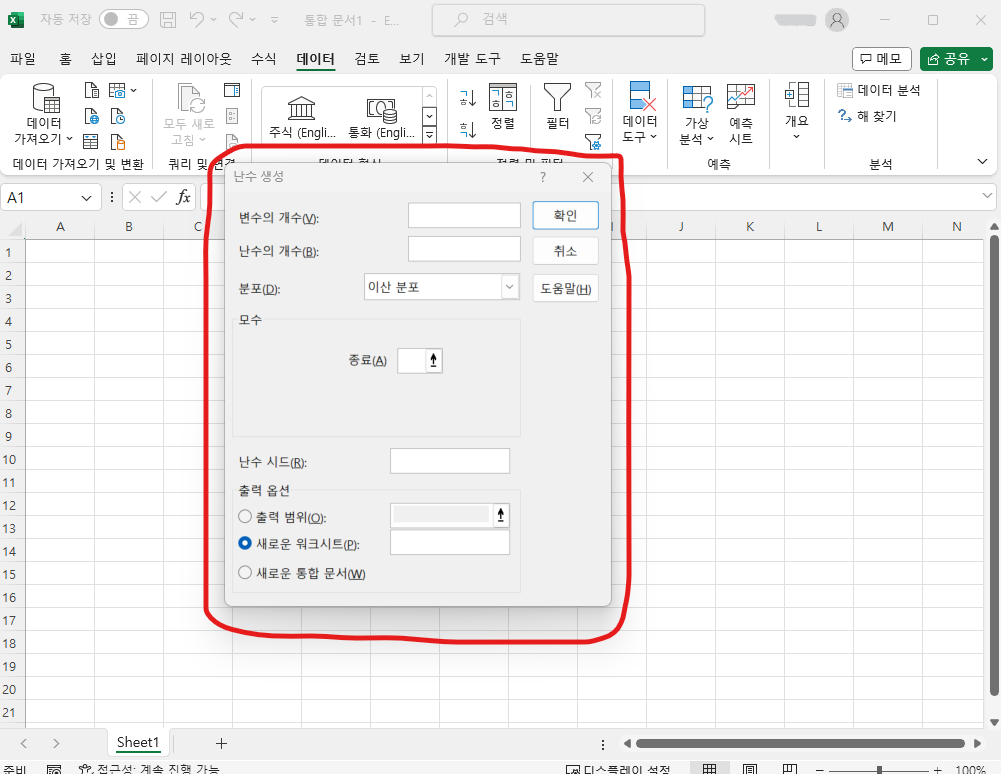 자동 저장 끔 통합 문서1 - E... 검색
파일 홈 삽입 페이지 레이아웃 수식 데이터 검토 보기 개발 도구 도움말 메모 공유
데이터 가져오기
모두 새로 고침
주식 (Engli... 통화 (Engli...
정렬
필터
데이터 도구
가상 분석
예측 시트
개요
데이터 분석
해 찾기
데이터 가져오기 및 변환 쿼리 및 연결 데이터 형식 정렬 및 필터 예측 분석
A1 fx
A B C J K L M N
1
2
3
4
5
6
7
8
9
10
11
12
13
14
15
16
17
18
19
20
21
난수 생성 ?
변수의 개수(V): 확인
난수의 개수(B): 취소
분포(D): 이산 분포 도움말(H)
모수
종료(A)
난수 시드(R):
출력 옵션
출력 범위(O):
새로운 워크시트(P):
새로운 통합 문서(W)
Sheet1
준비 접근성: 계속 진행 가능 디스플레이 설정 100%